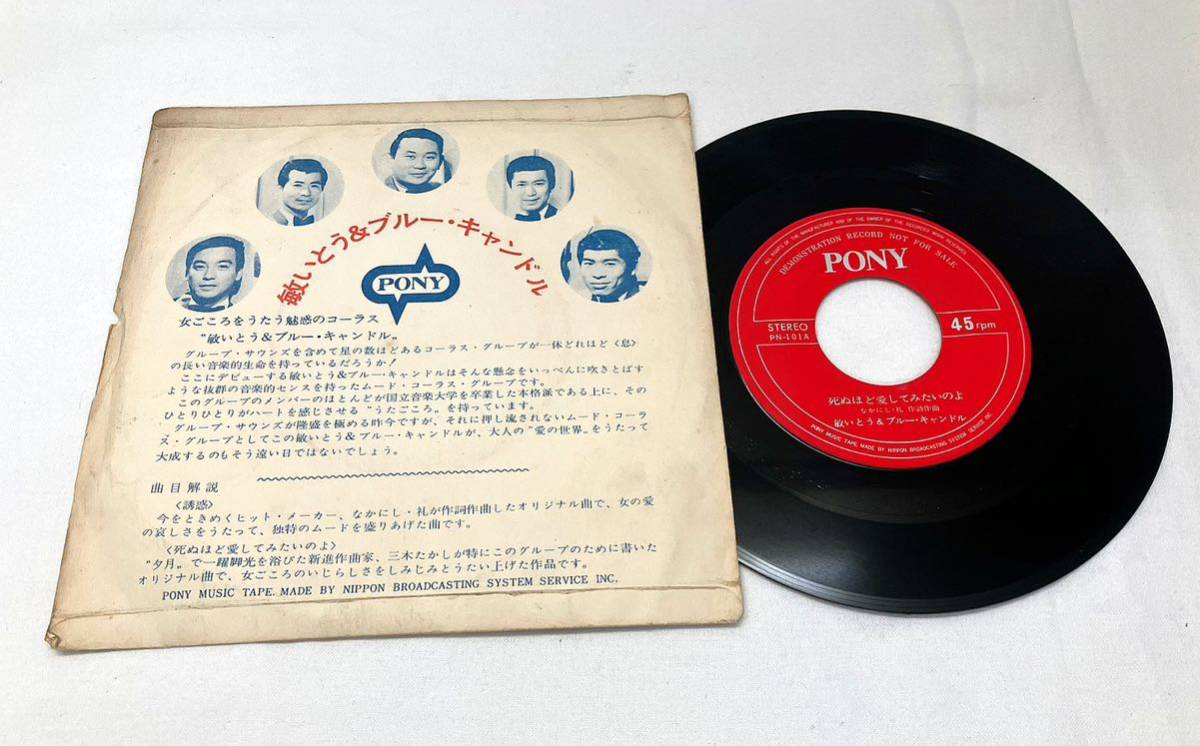 敏いとう&ブルー・キャンドル
PONY
女ごころをうたう魅惑のコーラス
“敏いとう&ブルー・キャンドル„
グループ・サウンズを含めて星の数ほどあるコーラス・グループが一体どれほど〈息〉
の長い音楽的生命を持っているだろうか!
ここにデビューする敏いとう&ブルー・キャンドルはそんな懸念をいっぺんに吹きとばす
ような抜群の音楽的センスを持ったムード・コーラス・グループです。
このグループのメンバーのほとんどが国立音楽大学を卒業した本格派である上に、その
ひとりひとりがハートを感じさせる“うたごころ„を持っています。
グループ・サウンズが隆盛を極める昨今ですが、それに押し流されないムード・コーラ
ス・グループとしてこの敏いとう&ブルー・キャンドルが、大人の“愛の世界„をうたって
大成するのもそう遠い日ではないでしょう。
曲目解説
〈誘惑〉
今をときめくヒット・メーカー、なかにし・礼が作詞作曲したオリジナル曲で、女の愛
の哀しさをうたって、独特のムードを盛りあげた曲です。
〈死ぬほど愛してみたいのよ〉
“夕月„で一躍脚光を浴びた新進作曲家、三木たかしが特にこのグループのために書いた
オリジナル曲で、女ごころのいじらしさをしみじみとうたい上げた作品です。
PONY MUSIC TAPE. MADE BY NIPPON BROADCASTING SYSTEM SERVICE INC.
ALL RIGHTS OF THE MANUFACTURER AND OF THE OWNER OF THE RECORDED WORK RESERVED.
DEMONSTRATION RECORD NOT FOR SALE
PONY
STEREO
PN-101A
45 rpm
死ぬほど愛してみたいのよ
なかにし・礼 作詩作曲
敏いとう&ブルー・キャンドル
PONY MUSIC TAPE MADE BY NIPPON BROADCASTING SYSTEM SERVICE INC.